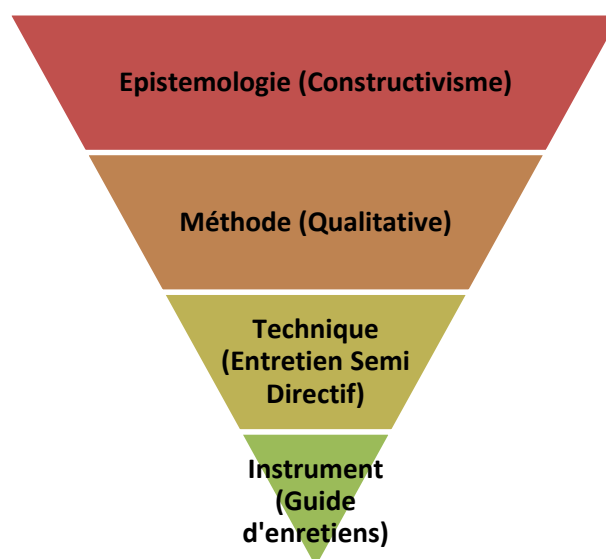 Epistemologie (Constructivisme)
Méthode (Qualitative)
Technique
(Entretien Semi
Directif)
Instrument
(Guide
d'enretiens)